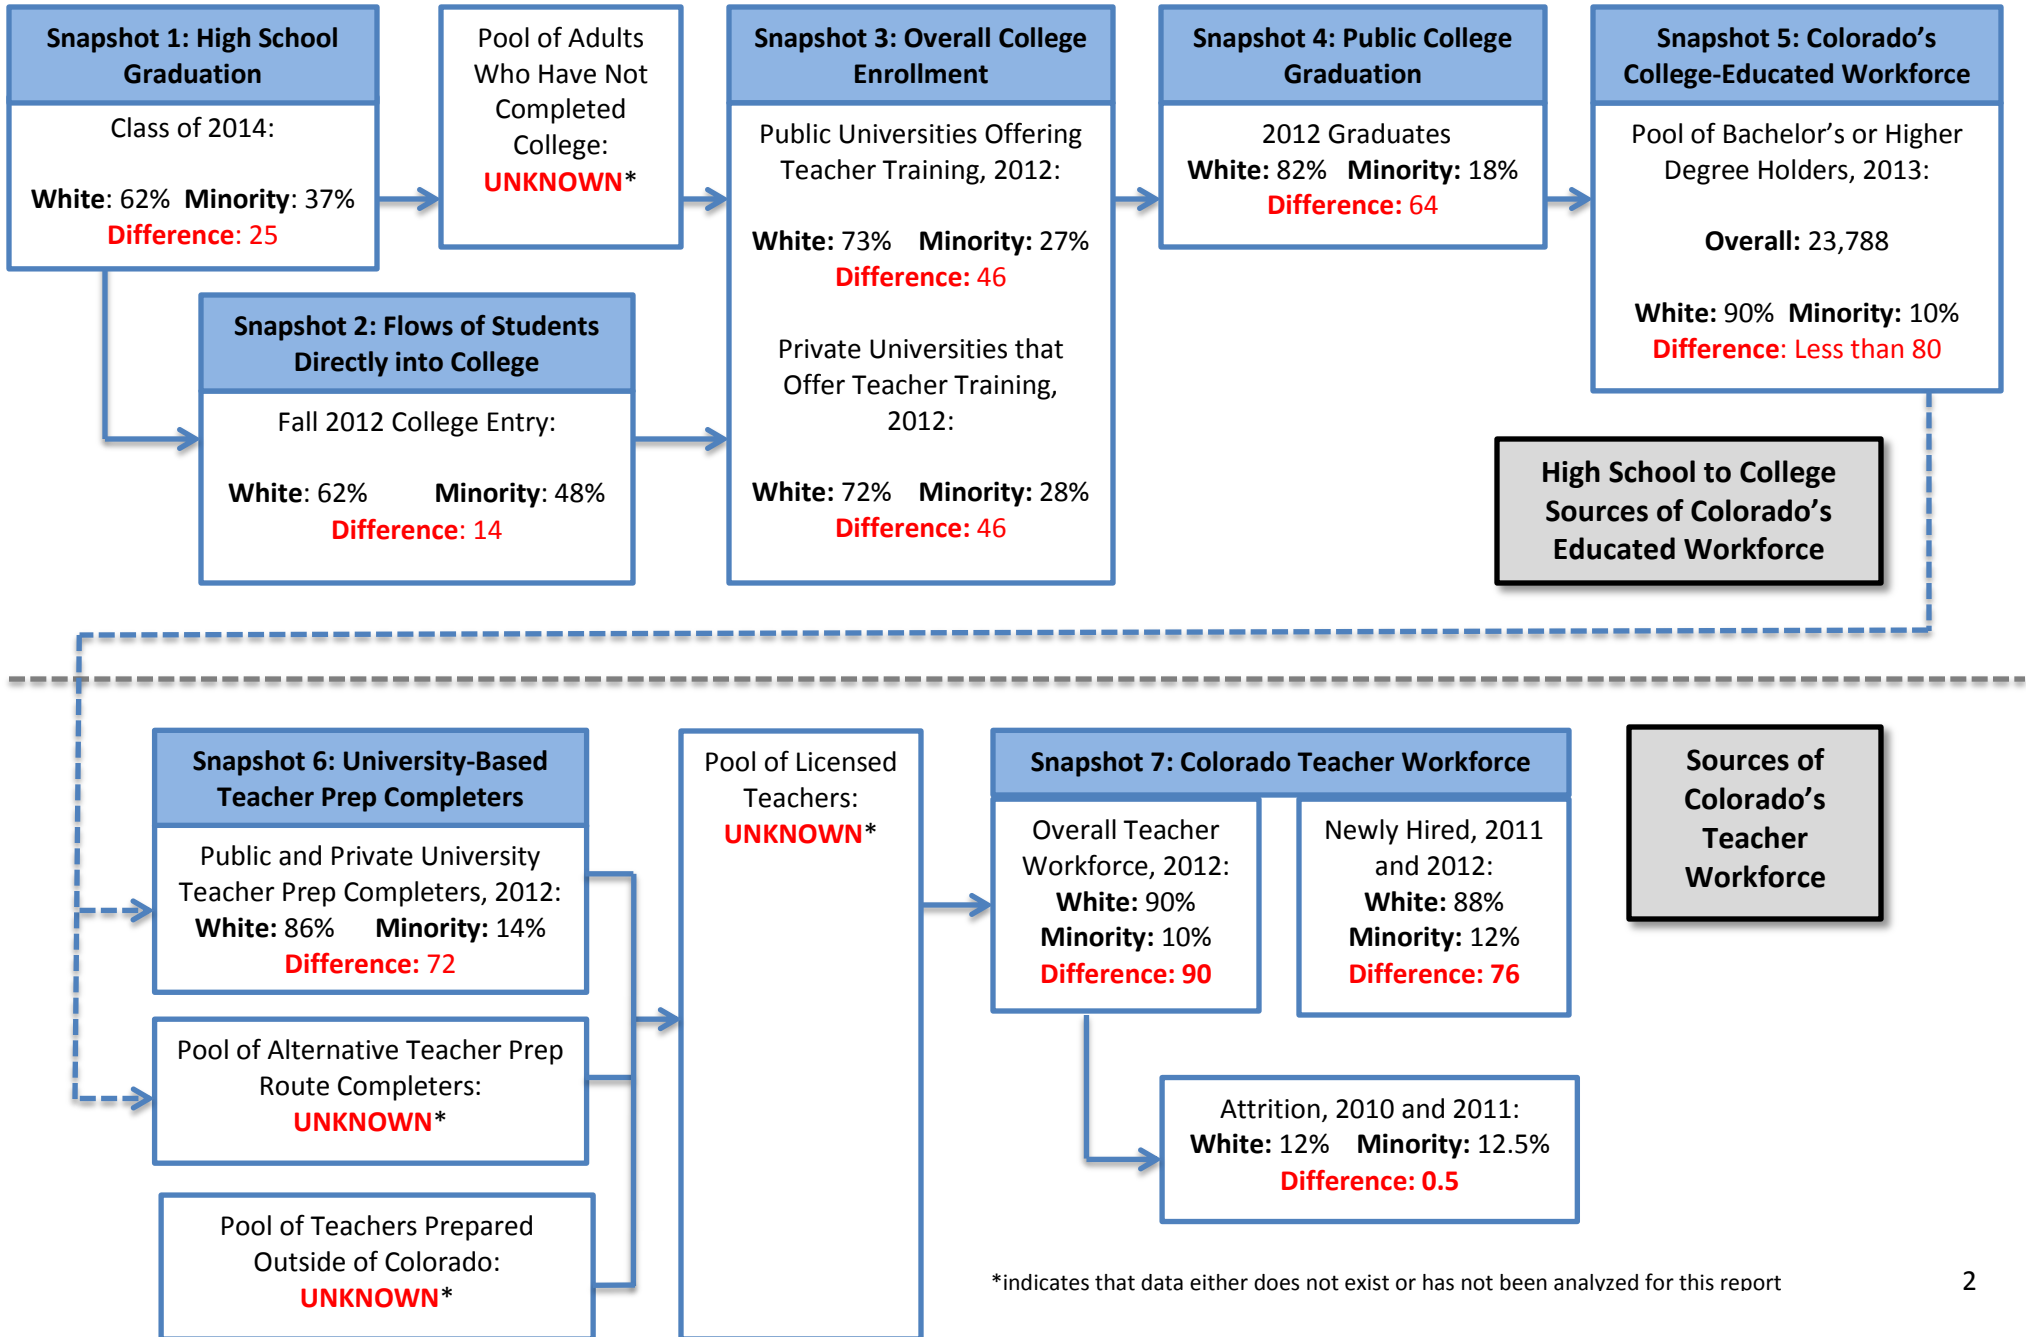 Snapshot 1: High School
Graduation
Class of 2014:
White: 62% Minority: 37%
Difference: 25
Pool of Adults
Who Have Not
Completed
College:
UNKNOWN*
Snapshot 2: Flows of Students
Directly into College
Fall 2012 College Entry:
White: 62% Minority: 48%
Difference: 14
Snapshot 3: Overall College
Enrollment
Public Universities Offering
Teacher Training, 2012:
White: 73% Minority: 27%
Difference: 46
Private Universities that
Offer Teacher Training,
2012:
White: 72% Minority: 28%
Difference: 46
Snapshot 4: Public College
Graduation
2012 Graduates
White: 82% Minority: 18%
Difference: 64
Snapshot 5: Colorado’s
College-Educated Workforce
Pool of Bachelor’s or Higher
Degree Holders, 2013:
Overall: 23,788
White: 90% Minority: 10%
Difference: Less than 80
High School to College
Sources of Colorado’s
Educated Workforce
Snapshot 6: University-Based
Teacher Prep Completers
Public and Private University
Teacher Prep Completers, 2012:
White: 86% Minority: 14%
Difference: 72
Pool of Alternative Teacher Prep
Route Completers:
UNKNOWN*
Pool of Teachers Prepared
Outside of Colorado:
UNKNOWN*
Pool of Licensed
Teachers:
UNKNOWN*
Snapshot 7: Colorado Teacher Workforce
Overall Teacher
Workforce, 2012:
White: 90%
Minority: 10%
Difference: 90
Newly Hired, 2011
and 2012:
White: 88%
Minority: 12%
Difference: 76
Attrition, 2010 and 2011:
White: 12% Minority: 12.5%
Difference: 0.5
Sources of
Colorado’s
Teacher
Workforce
*indicates that data either does not exist or has not been analyzed for this report
2